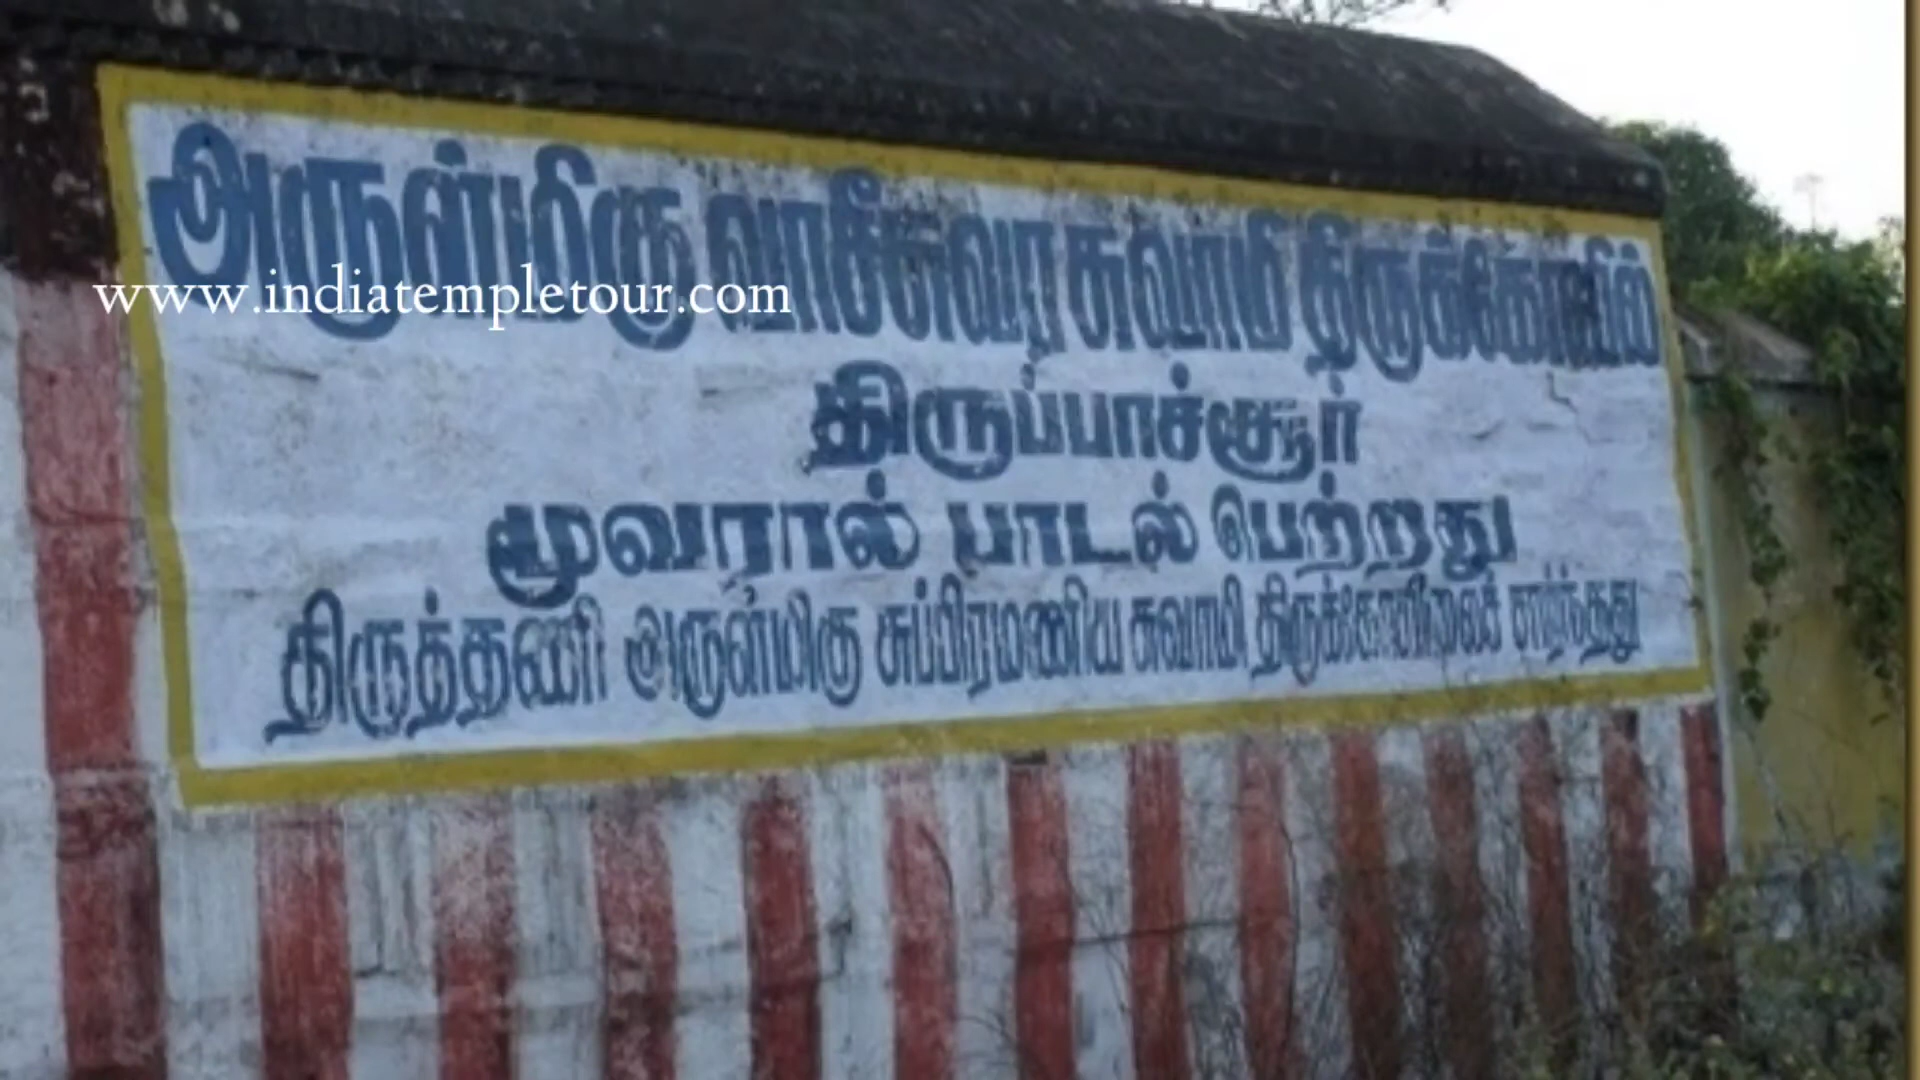 அருள்மிகு வாசீசுவர சுவாமி திருக்கோயில்
www.indiatempletour.com
திருப்பாச்சூர்
மூவரால் பாடல் பெற்றது
திருத்தணி அருள்மிகு சுப்பிரமணிய சுவாமி திருக்கோயிலைச் சார்ந்தது